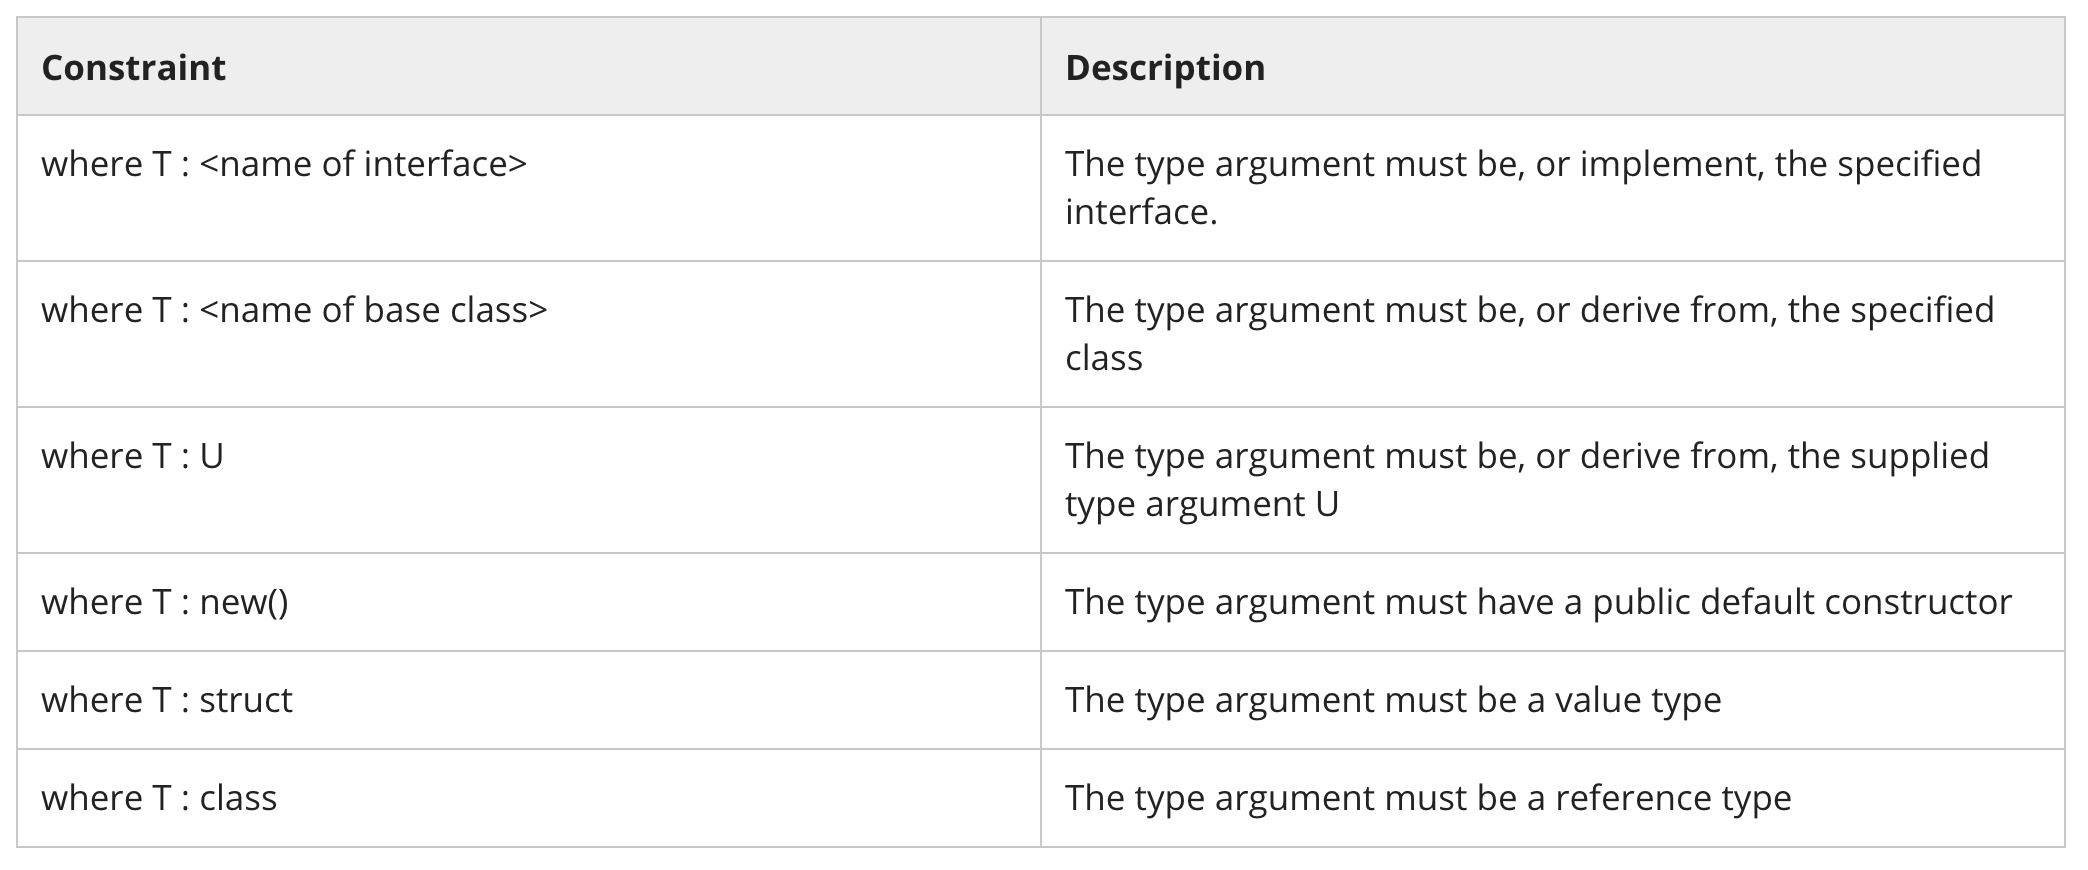 Constraint
Description
where T : <name of interface>
The type argument must be, or implement, the specified
interface.
where T : <name of base class>
The type argument must be, or derive from, the specified
class
where T : U
The type argument must be, or derive from, the supplied
type argument U
where T : new()
The type argument must have a public default constructor
where T : struct
The type argument must be a value type
where T : class
The type argument must be a reference type